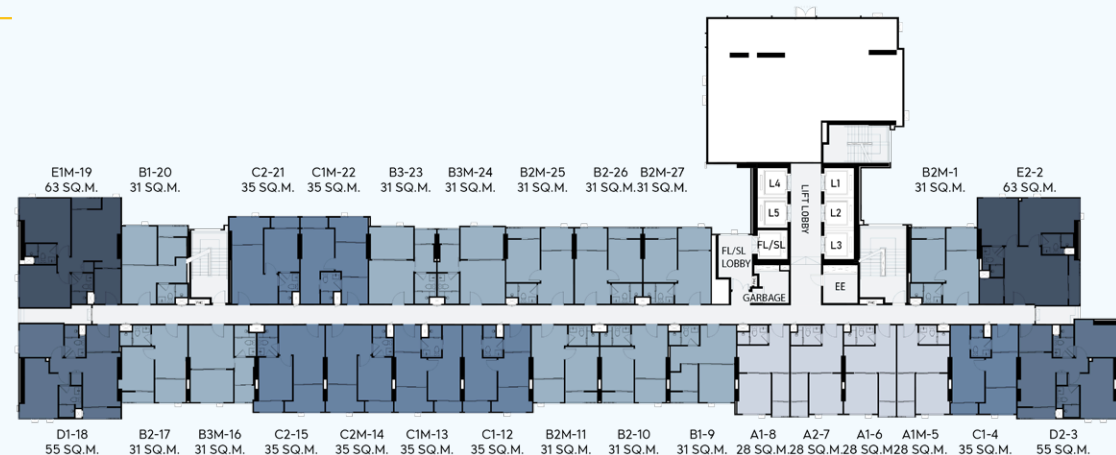 E1M-19
63 SQ.M.
B1-20
31 SQ.M.
C2-21
35 SQ.M.
C1M-22
35 SQ.M.
B3-23
31 SQ.M.
B3M-24
31 SQ.M.
B2M-25
31 SQ.M.
B2-26
31 SQ.M.
B2M-27
31 SQ.M.
L4
L5
FL/SL
LIFT LOBBY
L1
L2
L3
FL/SL
LOBBY
GARBAGE
EE
B2M-1
31 SQ.M.
E2-2
63 SQ.M.
D1-18
55 SQ.M.
B2-17
31 SQ.M.
B3M-16
31 SQ.M.
C2-15
35 SQ.M.
C2M-14
35 SQ.M.
C1M-13
35 SQ.M.
C1-12
35 SQ.M.
B2M-11
31 SQ.M.
B2-10
31 SQ.M.
B1-9
31 SQ.M.
A1-8
28 SQ.M.
A2-7
28 SQ.M.
A1-6
28 SQ.M.
A1M-5
28 SQ.M.
C1-4
35 SQ.M.
D2-3
55 SQ.M.